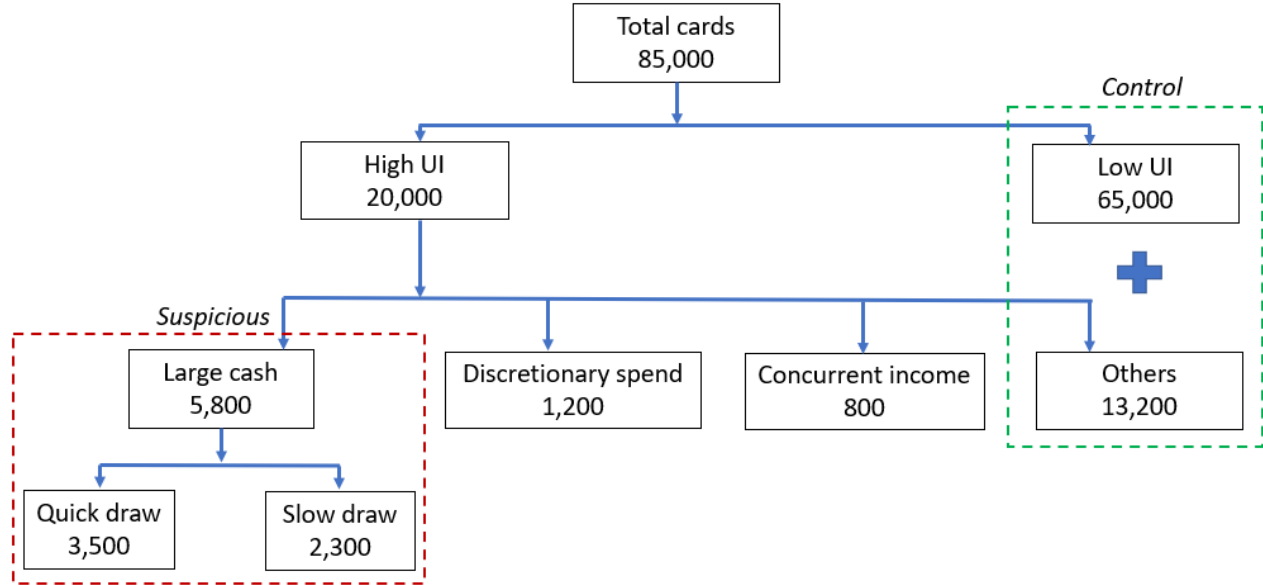 Total cards
85,000
Control
High UI
20,000
Low UI
65,000
Suspicious
Large cash
5,800
Discretionary spend
1,200
Concurrent income
800
Others
13,200
Quick draw
3,500
Slow draw
2,300